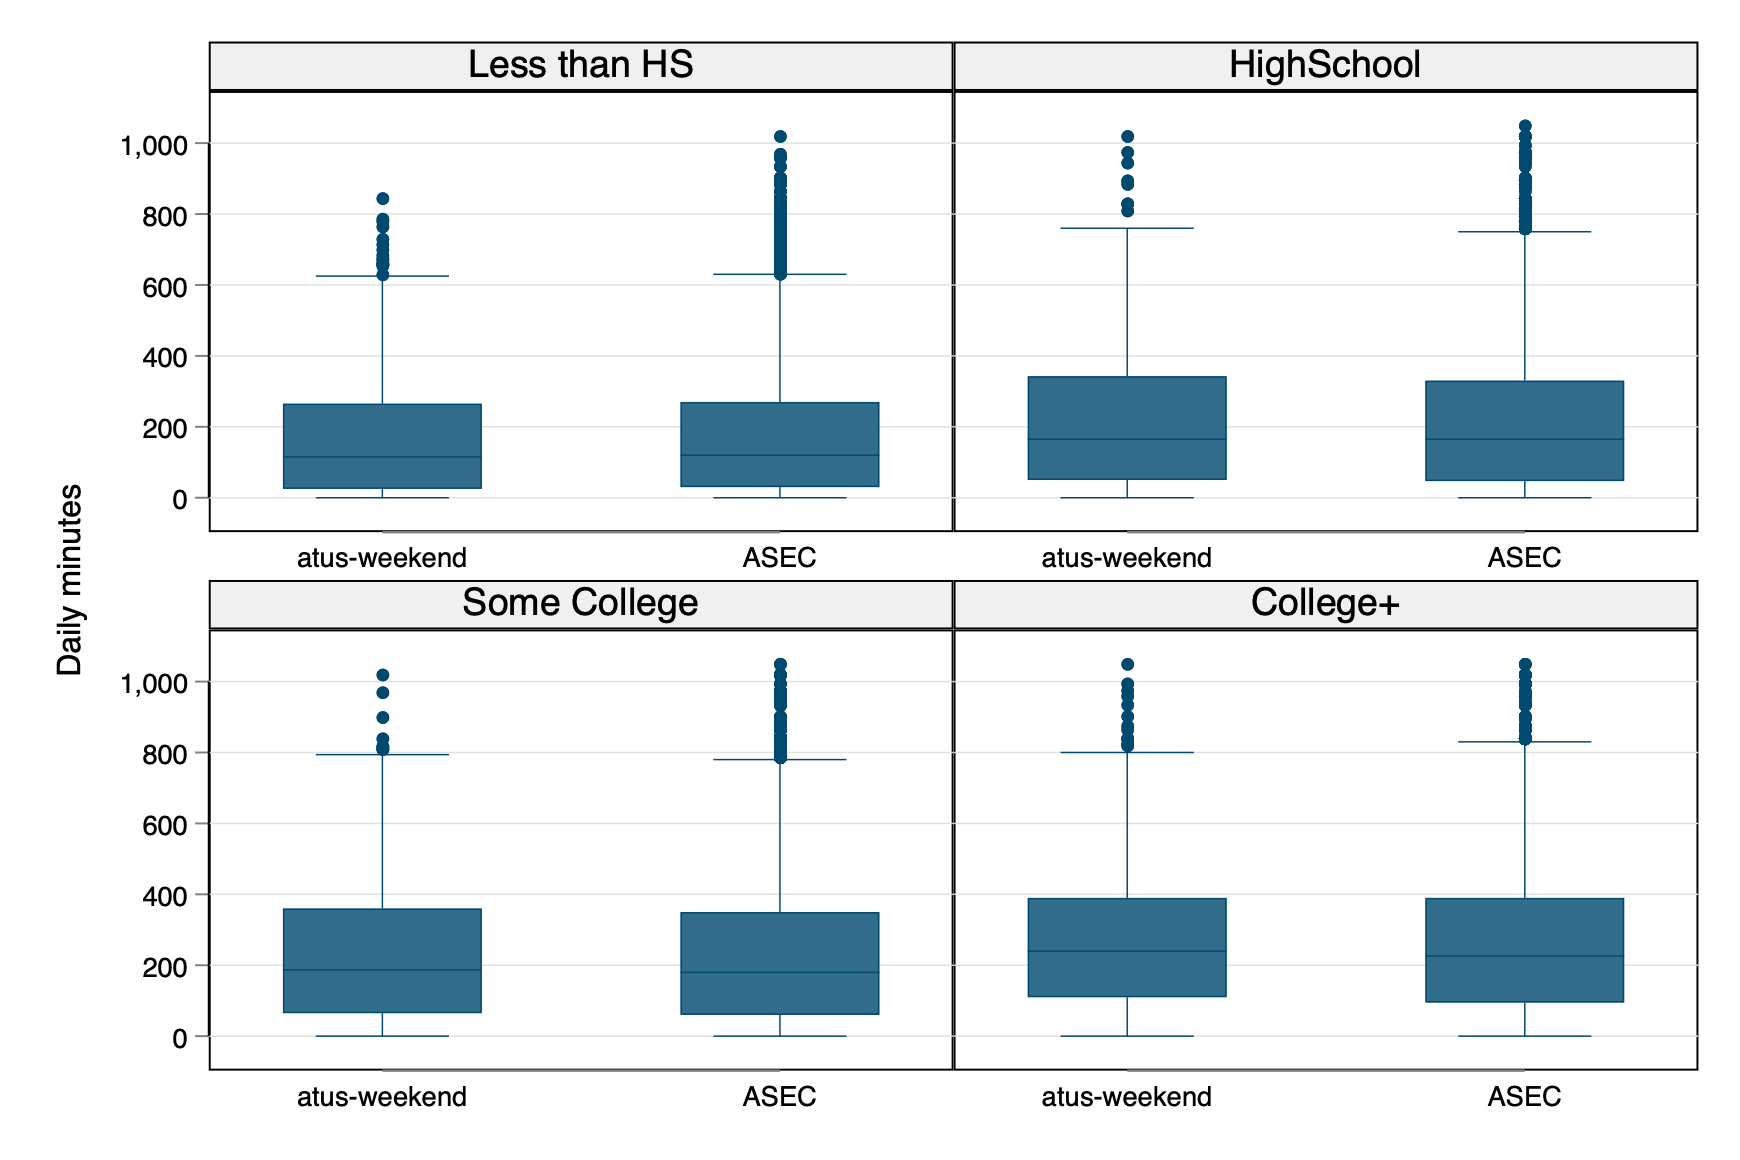 Less than HS
HighSchool
1,000
800
600
400
200
0
atus-weekend
ASEC
atus-weekend
ASEC
Daily minutes
Some College
College+
1,000
800
600
400
200
0
atus-weekend
ASEC
atus-weekend
ASEC